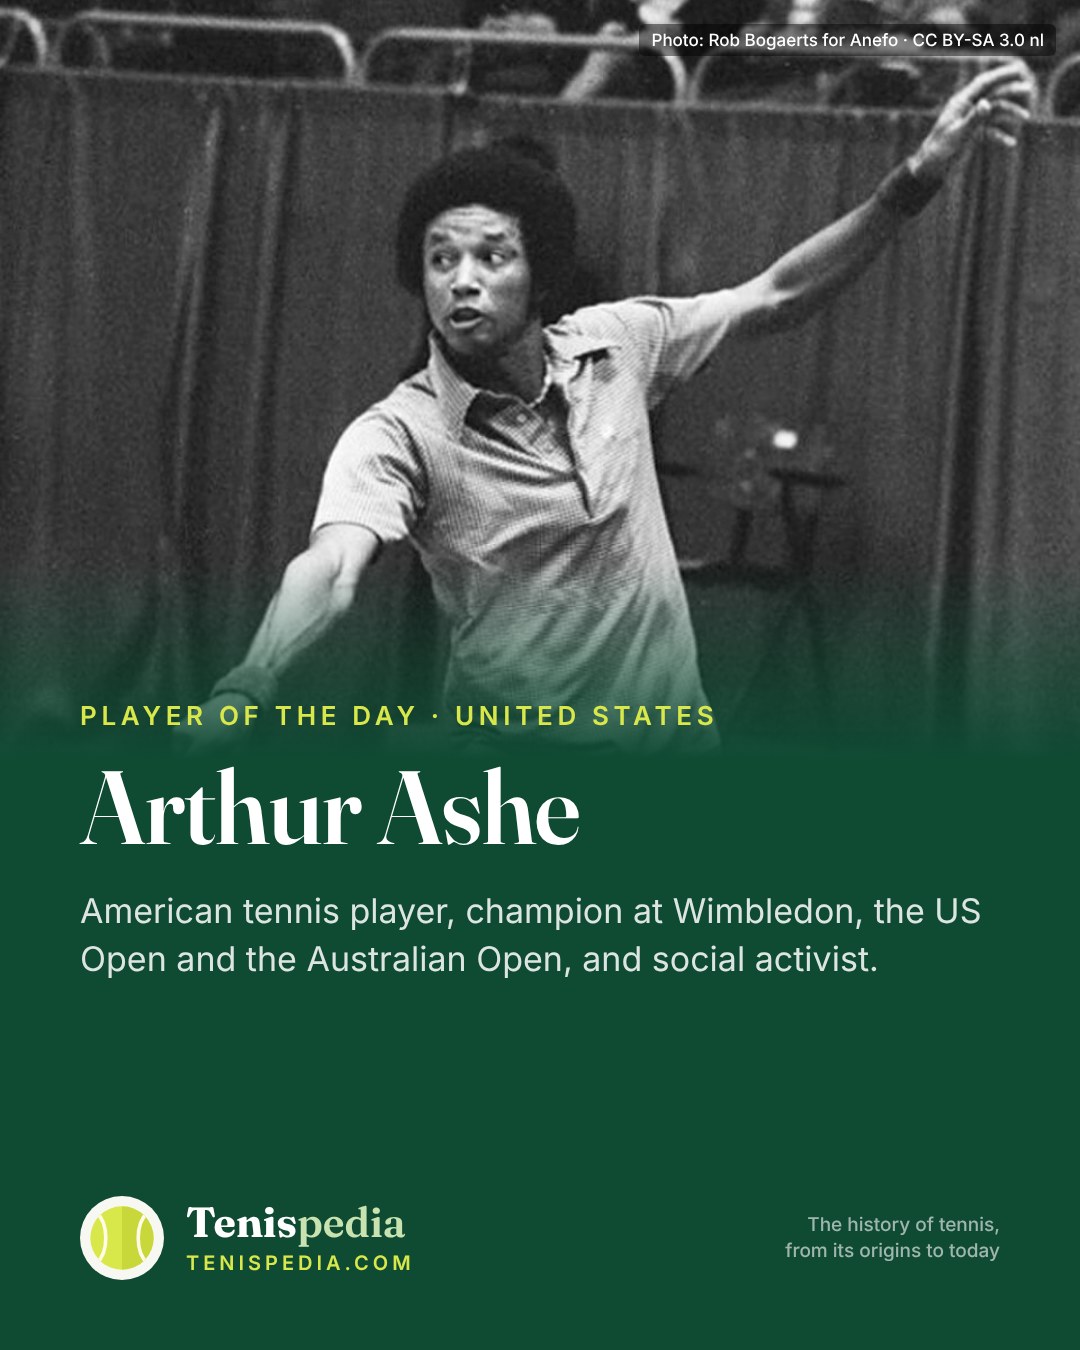 Photo: Rob Bogaerts for Anefo · CC BY-SA 3.0 nl
PLAYER OF THE DAY · UNITED STATES
Arthur Ashe
American tennis player, champion at Wimbledon, the US
Open and the Australian Open, and social activist.
Tenispedia
TENISPEDIA.COM
The history of tennis,
from its origins to today